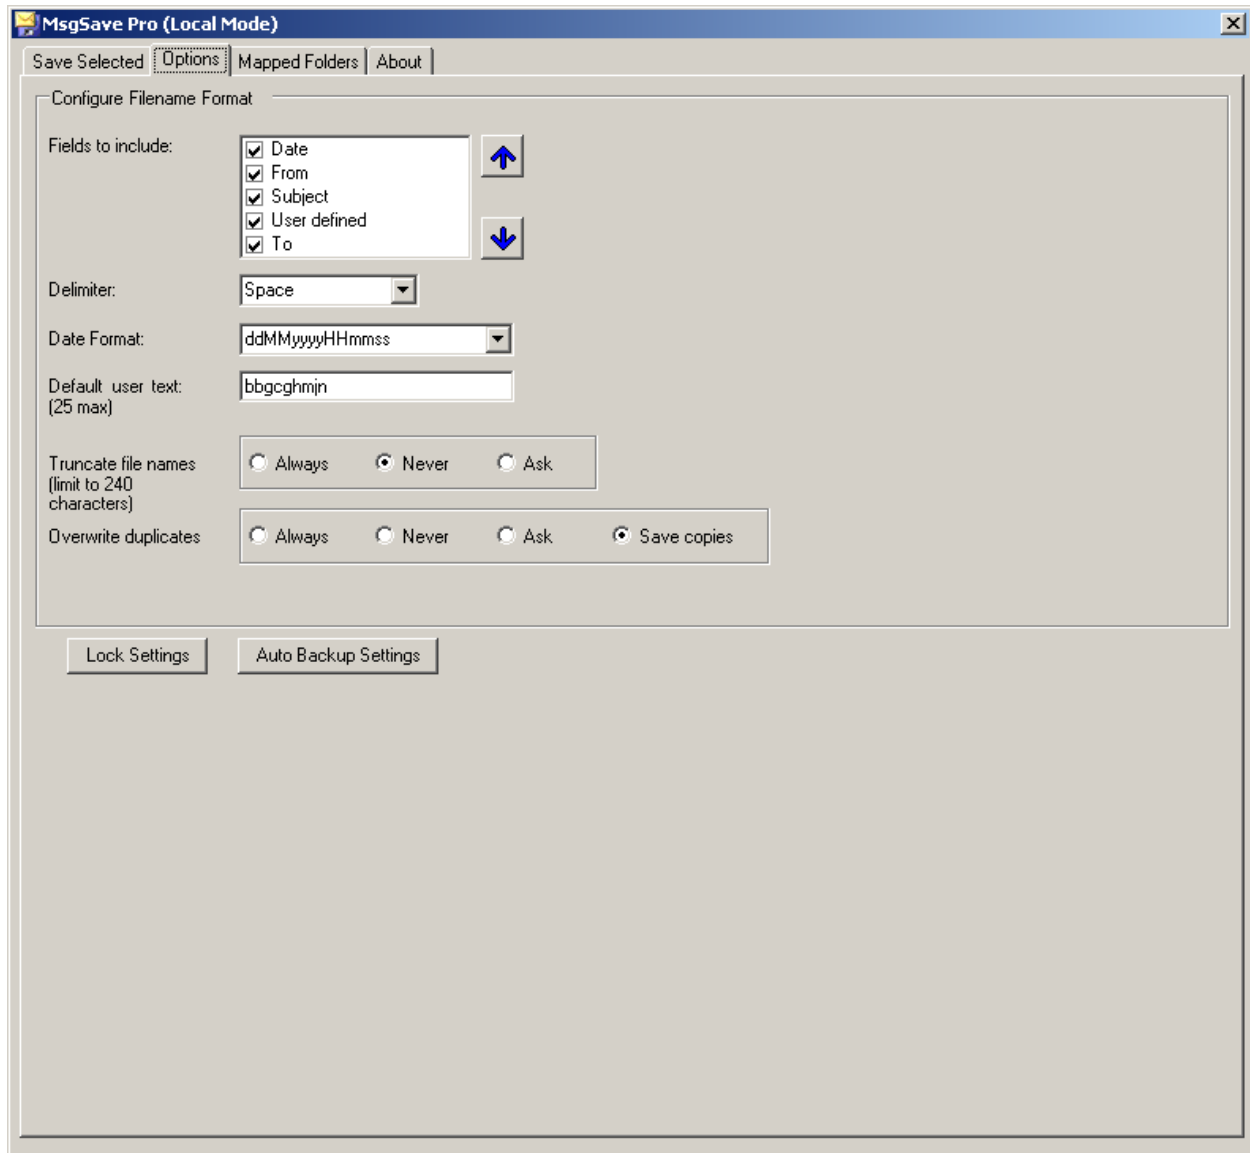 MsgSave Pro (Local Mode)
Save Selected Options Mapped Folders About
Configure Filename Format
Fields to include:
Date
From
Subject
User defined
To
Delimiter: Space
Date Format: ddMMyyyyHHmmss
Default user text: bbgcghmjn
(25 max)
Truncate file names Always Never Ask
(limit to 240
characters)
Overwrite duplicates Always Never Ask Save copies
Lock Settings Auto Backup Settings